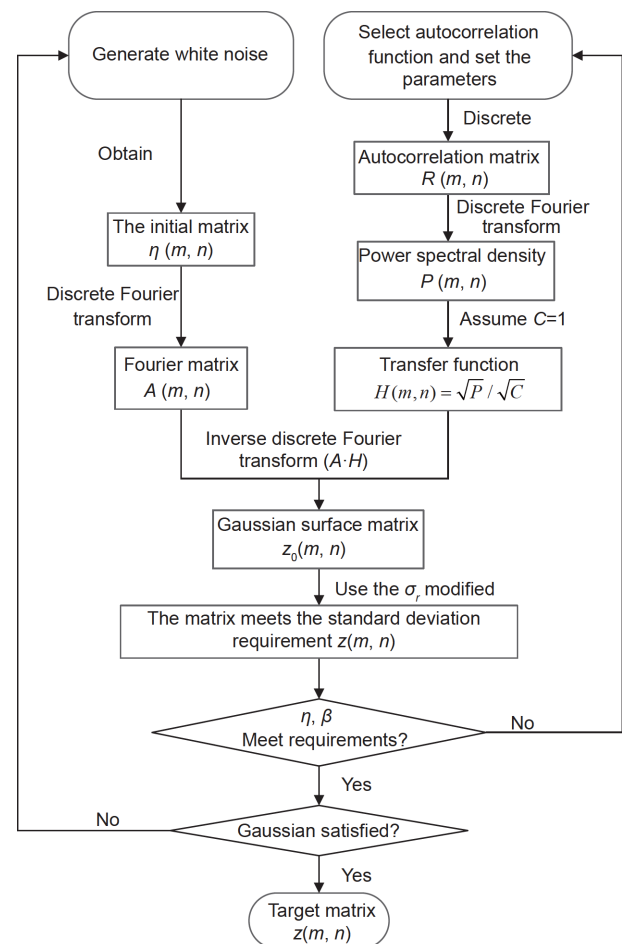 Generate white noise
Select autocorrelation
function and set the
parameters
Discrete
Obtain
Autocorrelation matrix
R (m, n)
Discrete Fourier
transform
The initial matrix
η (m, n)
Power spectral density
P (m, n)
Discrete Fourier
transform
Assume C=1
Fourier matrix
A (m, n)
Transfer function
H(m,n) = √P / √C
Inverse discrete Fourier
transform (A·H)
Gaussian surface matrix
z₀(m, n)
Use the σᵣ modified
The matrix meets the standard deviation
requirement z(m, n)
η, β
Meet requirements?
No
Yes
No
Gaussian satisfied?
Yes
Target matrix
z(m, n)